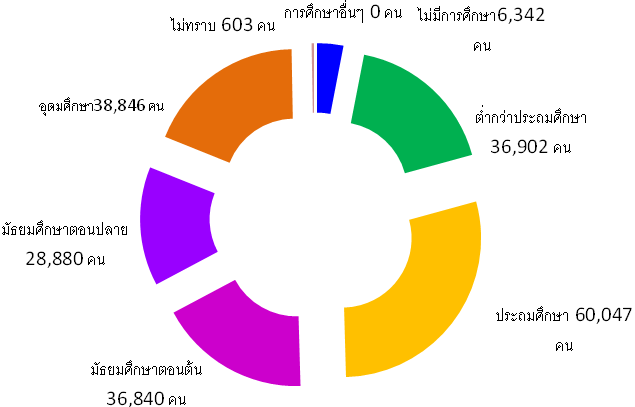 การศึกษาอื่นๆ 0 คน
ไม่มีการศึกษา6,342
คน
ต่ำกว่าประถมศึกษา
36,902 คน
ประถมศึกษา 60,047
คน
มัธยมศึกษาตอนต้น
36,840 คน
มัธยมศึกษาตอนปลาย
28,880 คน
อุดมศึกษา38,846 คน
ไม่ทราบ 603 คน